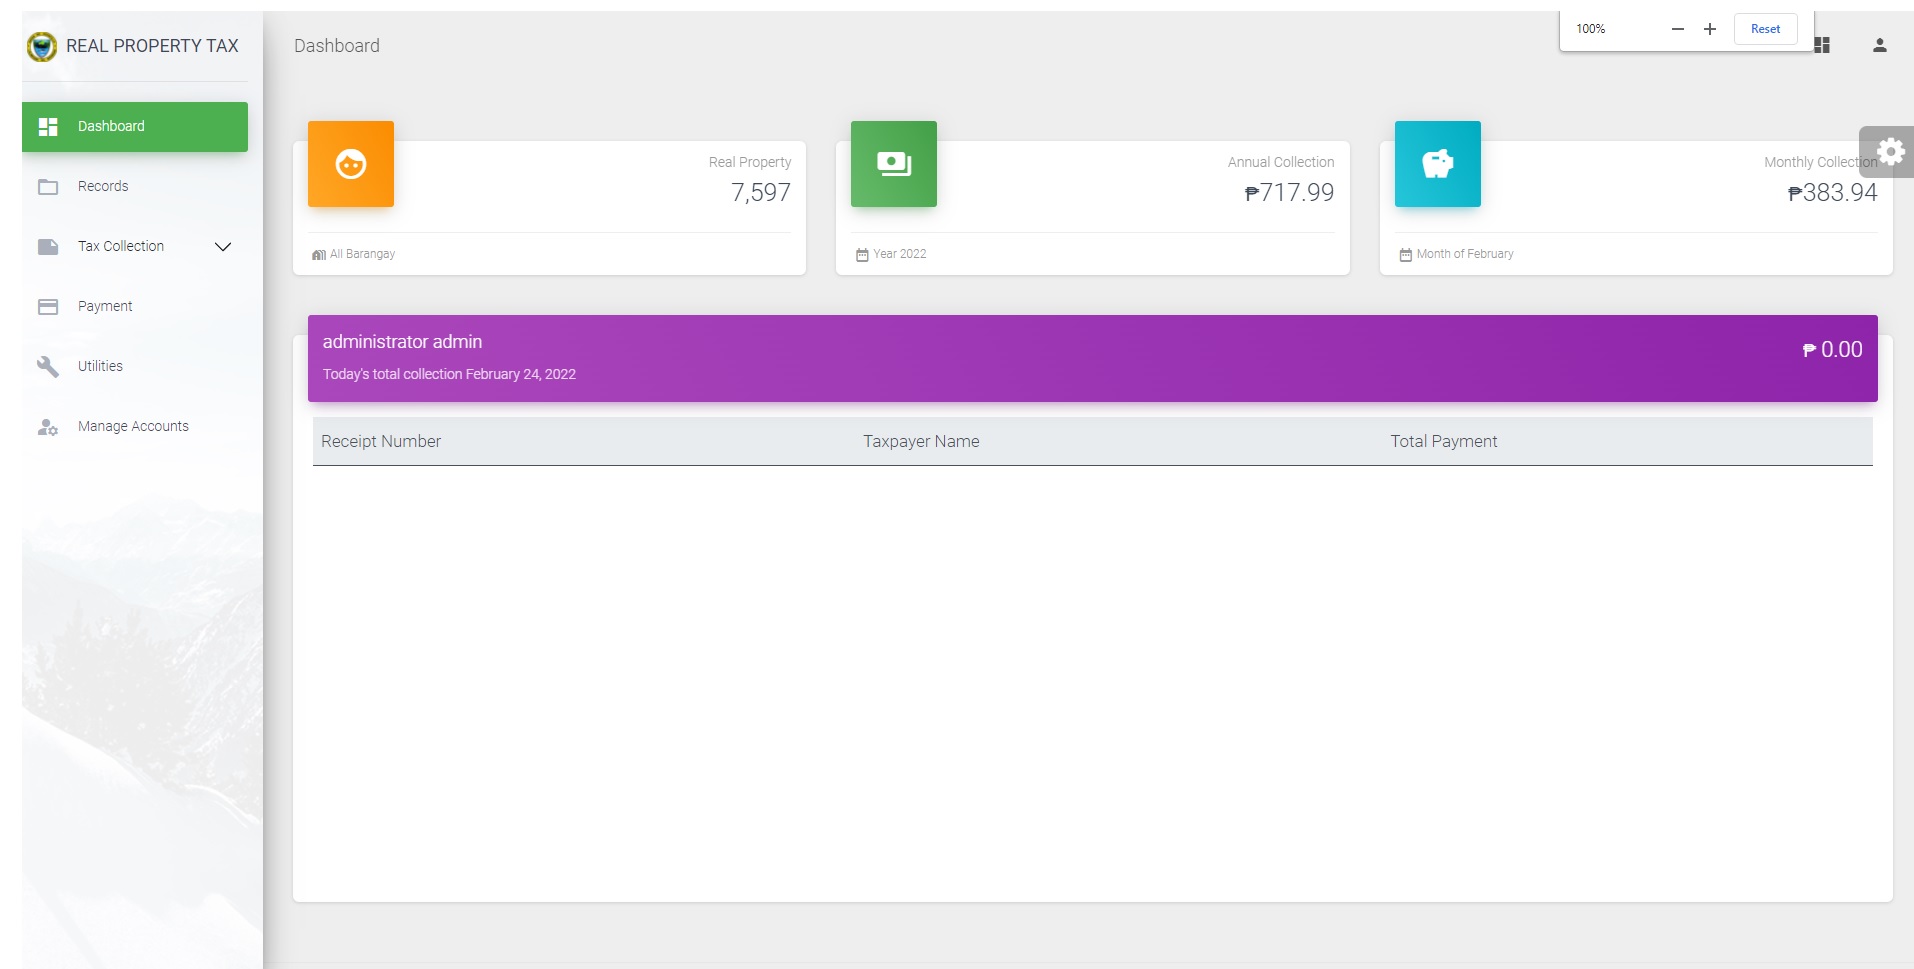 REAL PROPERTY TAX
Dashboard
Records
Tax Collection
Payment
Utilities
Manage Accounts
Dashboard
100%
Reset
Real Property
7,597
All Barangay
Annual Collection
₱717.99
Year 2022
Monthly Collection
₱383.94
Month of February
administrator admin
₱ 0.00
Today's total collection February 24, 2022
Receipt Number Taxpayer Name Total Payment